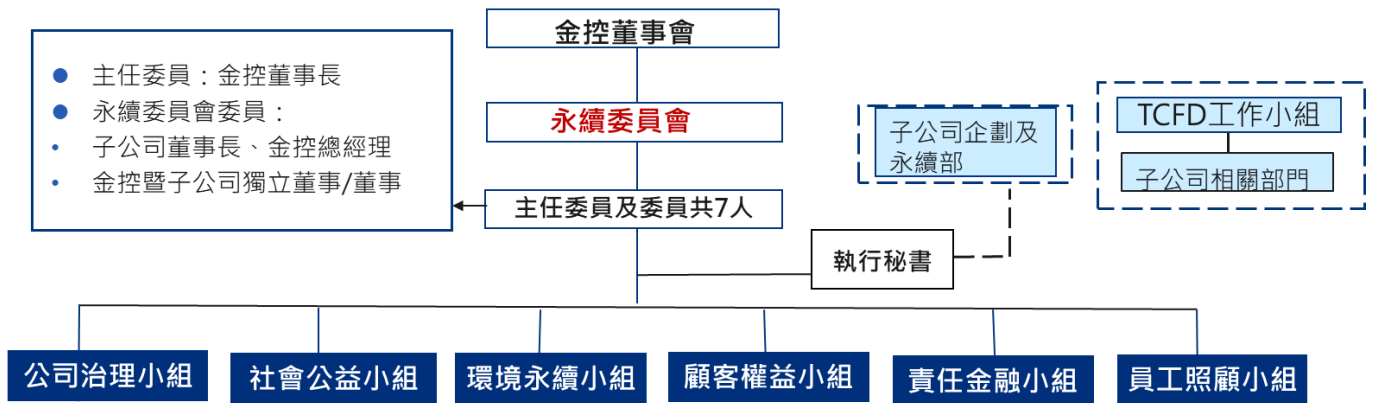 金控董事會
● 主任委員：金控董事長
● 永續委員會委員：
• 子公司董事長、金控總經理
• 金控暨子公司獨立董事/董事
永續委員會
主任委員及委員共7人
子公司企劃及
永續部
TCFD工作小組
子公司相關部門
執行秘書
公司治理小組
社會公益小組
環境永續小組
顧客權益小組
責任金融小組
員工照顧小組